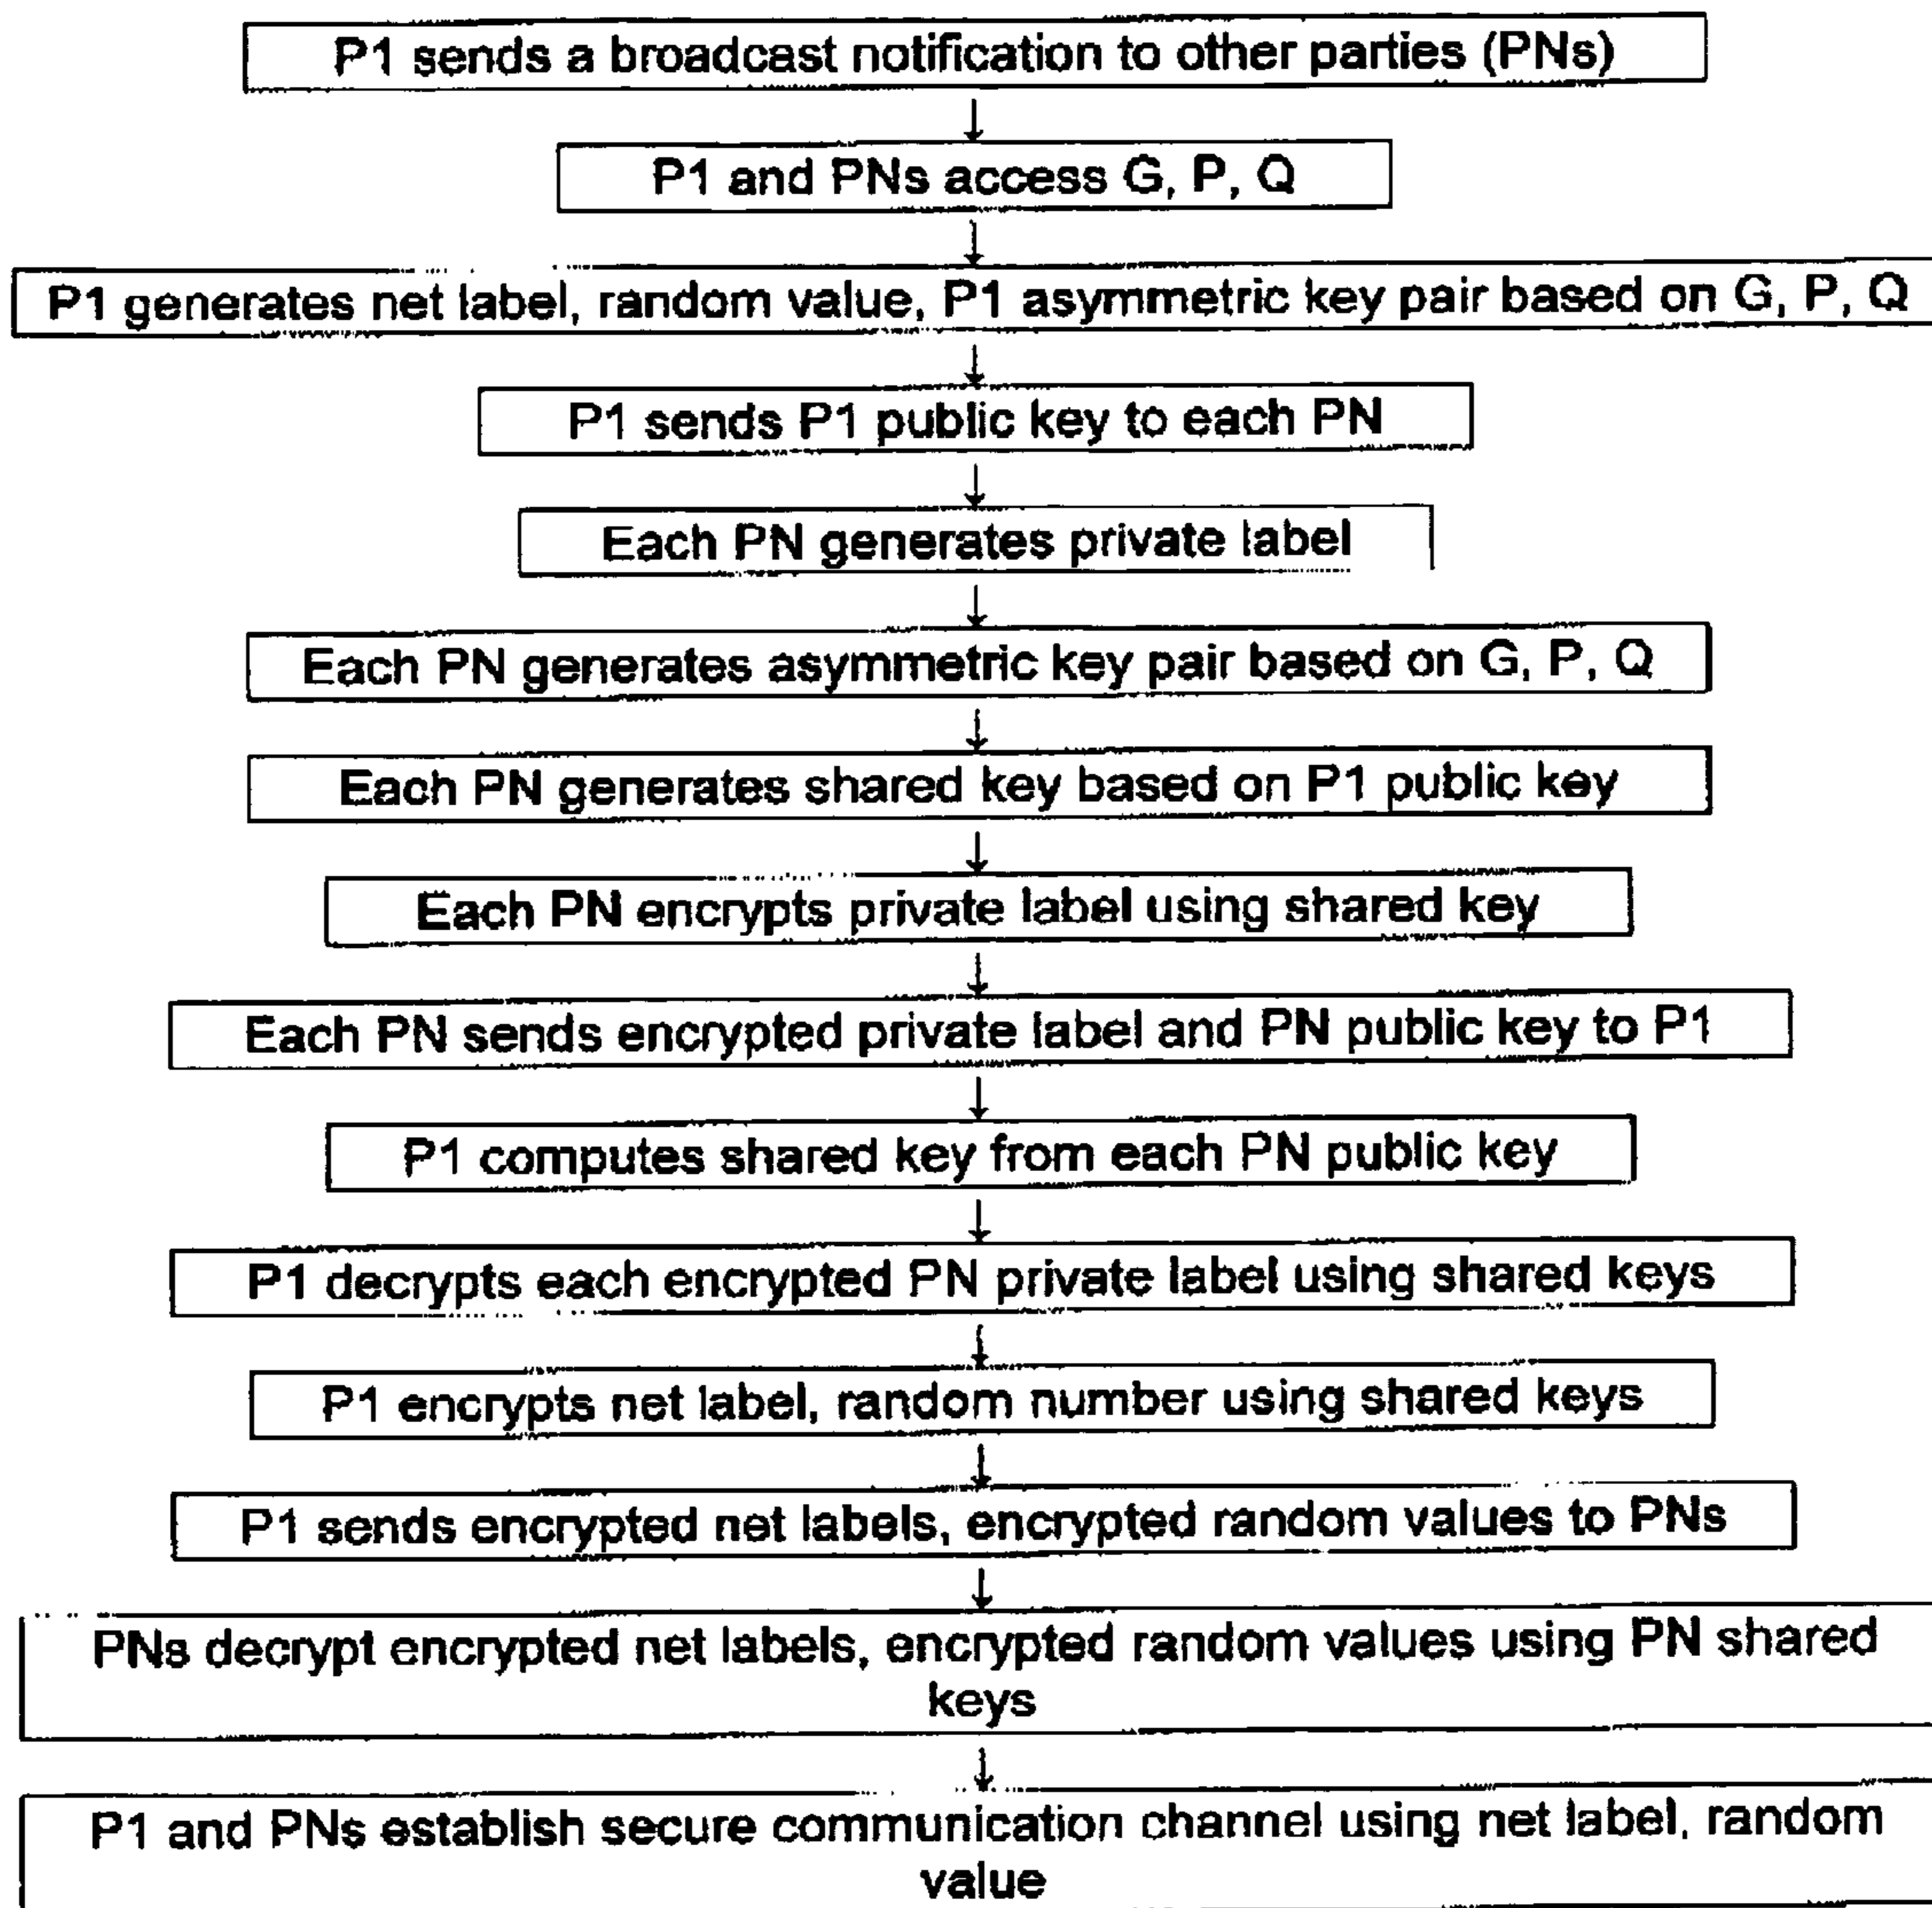 P1 sends a broadcast notification to other parties (PNs)
P1 and PNs access G, P, Q
P1 generates net label, random value, P1 asymmetric key pair based on G, P, Q
P1 sends P1 public key to each PN
Each PN generates private label
Each PN generates asymmetric key pair based on G, P, Q
Each PN generates shared key based on P1 public key
Each PN encrypts private label using shared key
Each PN sends encrypted private label and PN public key to P1
P1 computes shared key from each PN public key
P1 decrypts each encrypted PN private label using shared keys
P1 encrypts net label, random number using shared keys
P1 sends encrypted net labels, encrypted random values to PNs
PNs decrypt encrypted net labels, encrypted random values using PN shared
keys
P1 and PNs establish secure communication channel using net label, random
value